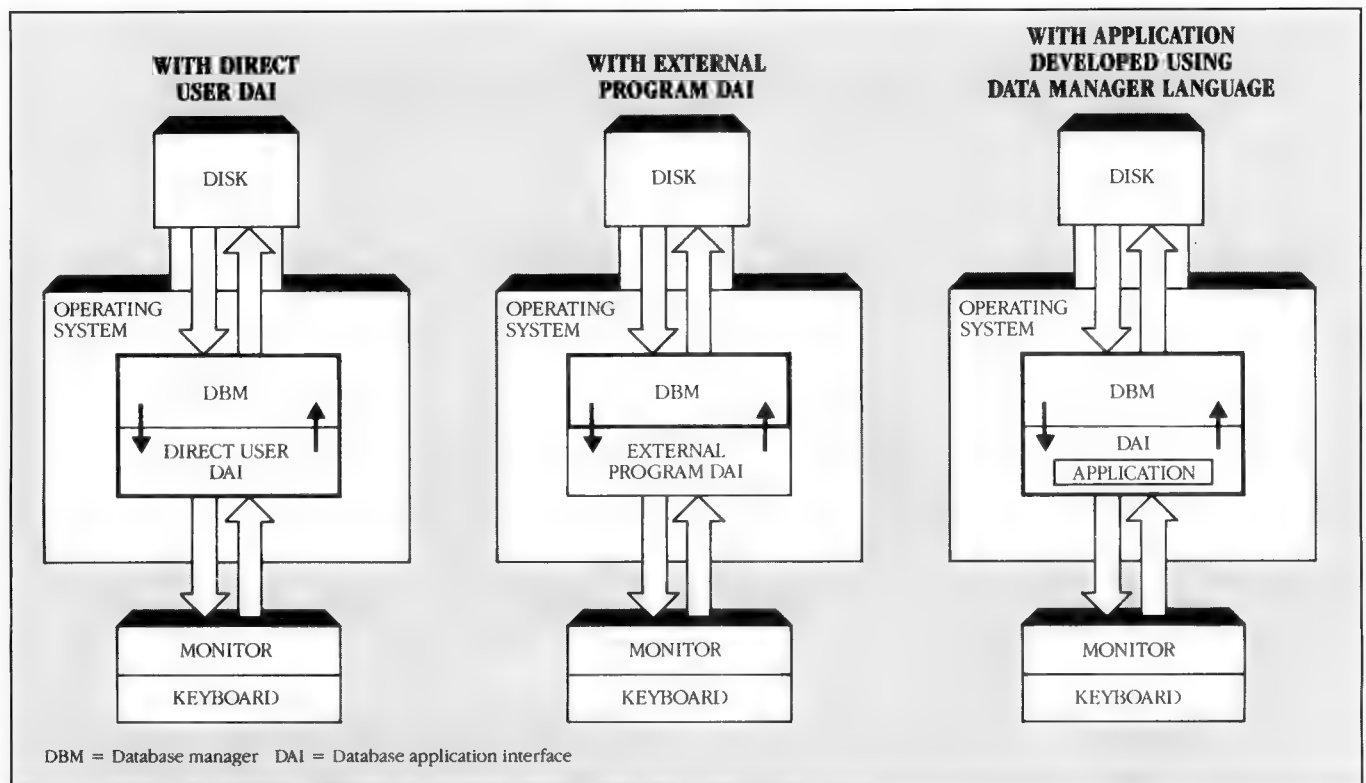 WITH DIRECT
USER DAI
DISK
OPERATING
SYSTEM
DBM
DIRECT USER
DAI
MONITOR
KEYBOARD
WITH EXTERNAL
PROGRAM DAI
DISK
OPERATING
SYSTEM
DBM
EXTERNAL
PROGRAM DAI
MONITOR
KEYBOARD
WITH APPLICATION
DEVELOPED USING
DATA MANAGER LANGUAGE
DISK
OPERATING
SYSTEM
DBM
DAI
APPLICATION
MONITOR
KEYBOARD
DBM = Database manager DAI = Database application interface